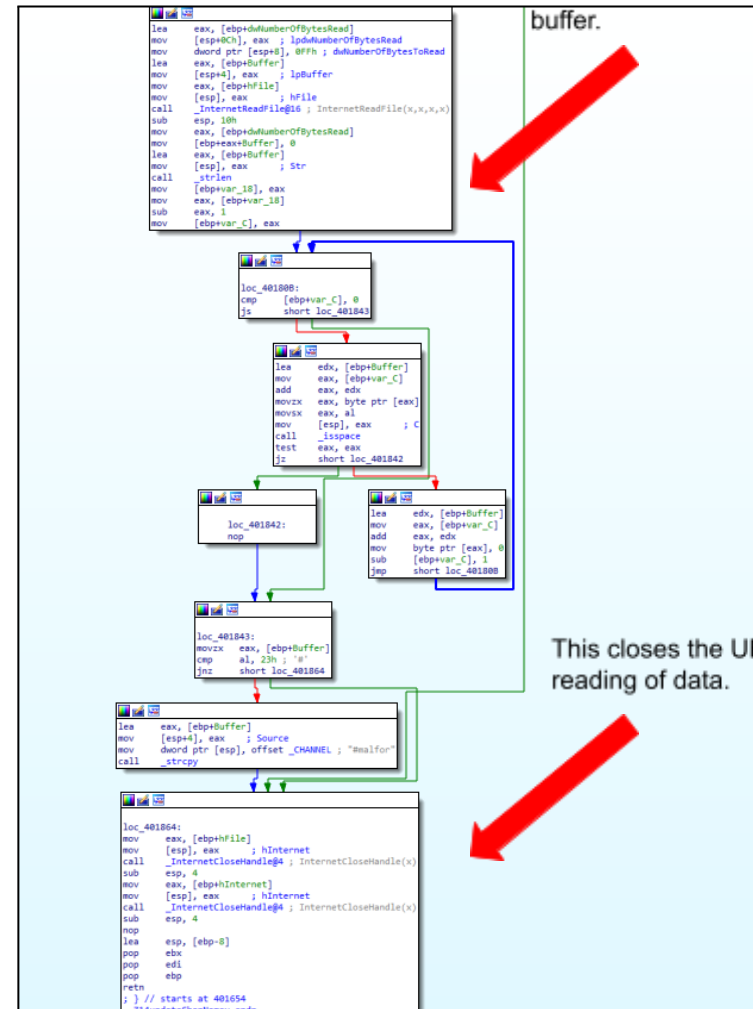 buffer.
lea eax, [ebp+dwNumberOfBytesRead]
mov [esp+0Ch], eax ; lpdwNumberOfBytesRead
mov dword ptr [esp+8], 0FFh ; dwNumberOfBytesToRead
lea eax, [ebp+Buffer]
mov [esp+4], eax ; lpBuffer
mov eax, [ebp+hFile]
mov [esp], eax ; hFile
call _InternetReadFile@16 ; InternetReadFile(x,x,x,x)
sub esp, 10h
mov eax, [ebp+dwNumberOfBytesRead]
mov [ebp+eax+Buffer], 0
lea eax, [ebp+Buffer]
mov [esp], eax ; Str
call _strlen
mov [ebp+var_18], eax
mov eax, [ebp+var_18]
sub eax, 1
mov [ebp+var_C], eax
loc_40180B:
cmp [ebp+var_C], 0
js short loc_401843
lea edx, [ebp+Buffer]
mov eax, [ebp+var_C]
add eax, edx
movzx eax, byte ptr [eax]
movsx eax, al
mov [esp], eax ; C
call _isspace
test eax, eax
jz short loc_401842
loc_401842:
nop
lea edx, [ebp+Buffer]
mov eax, [ebp+var_C]
add eax, edx
mov byte ptr [eax], 0
sub [ebp+var_C], 1
jmp short loc_40180B
loc_401843:
movzx eax, [ebp+Buffer]
cmp al, 23h ; '#'
jnz short loc_401864
This closes the
reading of data.
lea eax, [ebp+Buffer]
mov [esp+4], eax ; Source
mov dword ptr [esp], offset _CHANNEL ; "#malfor"
call _strcpy
loc_401864:
mov eax, [ebp+hFile]
mov [esp], eax ; hInternet
call _InternetCloseHandle@4 ; InternetCloseHandle(x)
sub esp, 4
mov eax, [ebp+hInternet]
mov [esp], eax ; hInternet
call _InternetCloseHandle@4 ; InternetCloseHandle(x)
sub esp, 4
nop
lea esp, [ebp-8]
pop ebx
pop edi
pop ebp
retn
; } // starts at 401654